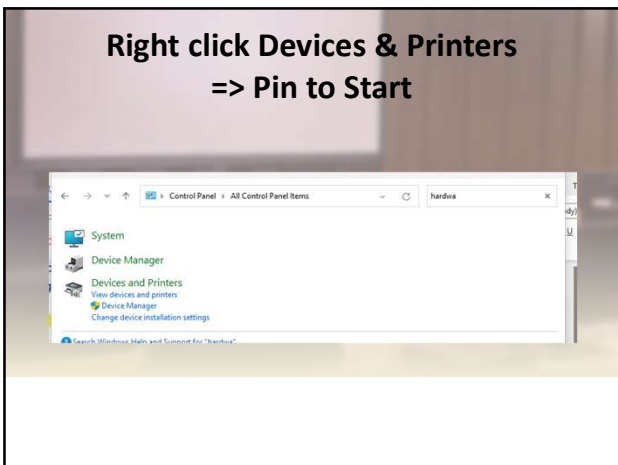 Right click Devices & Printers
=> Pin to Start
Control Panel > All Control Panel Items
hardwa
System
Device Manager
Devices and Printers
View devices and printers
Device Manager
Change device installation settings
Search Windows Help and Support for "hardwa"